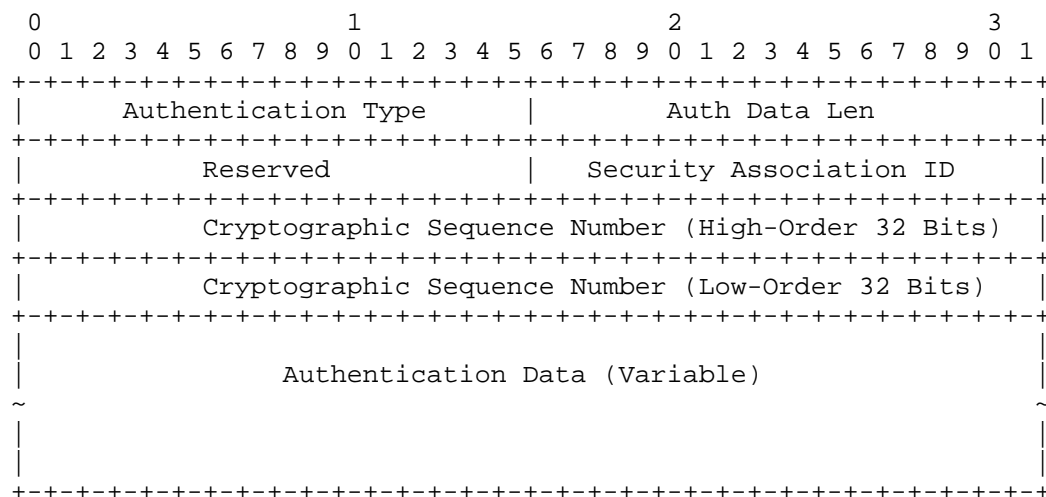 0                   1                   2                   3
 0 1 2 3 4 5 6 7 8 9 0 1 2 3 4 5 6 7 8 9 0 1 2 3 4 5 6 7 8 9 0 1
+-+-+-+-+-+-+-+-+-+-+-+-+-+-+-+-+-+-+-+-+-+-+-+-+-+-+-+-+-+-+-+-+
|      Authentication Type      |        Auth Data Len          |
+-+-+-+-+-+-+-+-+-+-+-+-+-+-+-+-+-+-+-+-+-+-+-+-+-+-+-+-+-+-+-+-+
|           Reserved            |   Security Association ID     |
+-+-+-+-+-+-+-+-+-+-+-+-+-+-+-+-+-+-+-+-+-+-+-+-+-+-+-+-+-+-+-+-+
|           Cryptographic Sequence Number (High-Order 32 Bits)  |
+-+-+-+-+-+-+-+-+-+-+-+-+-+-+-+-+-+-+-+-+-+-+-+-+-+-+-+-+-+-+-+-+
|           Cryptographic Sequence Number (Low-Order 32 Bits)   |
+-+-+-+-+-+-+-+-+-+-+-+-+-+-+-+-+-+-+-+-+-+-+-+-+-+-+-+-+-+-+-+-+
|                                                               |
|                Authentication Data (Variable)                 |
~                                                               ~
|                                                               |
|                                                               |
+-+-+-+-+-+-+-+-+-+-+-+-+-+-+-+-+-+-+-+-+-+-+-+-+-+-+-+-+-+-+-+-+